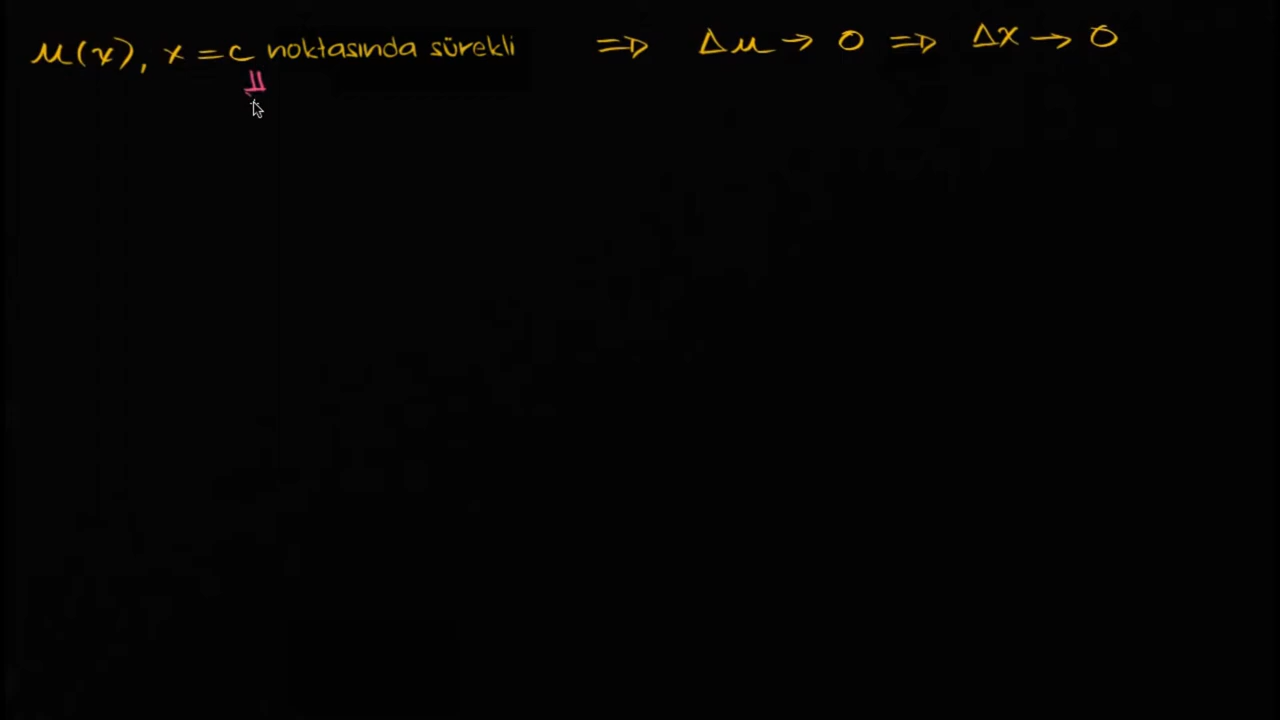 u(x), x = c noktasında sürekli ⇒ Δu → 0 ⇒ Δx → 0